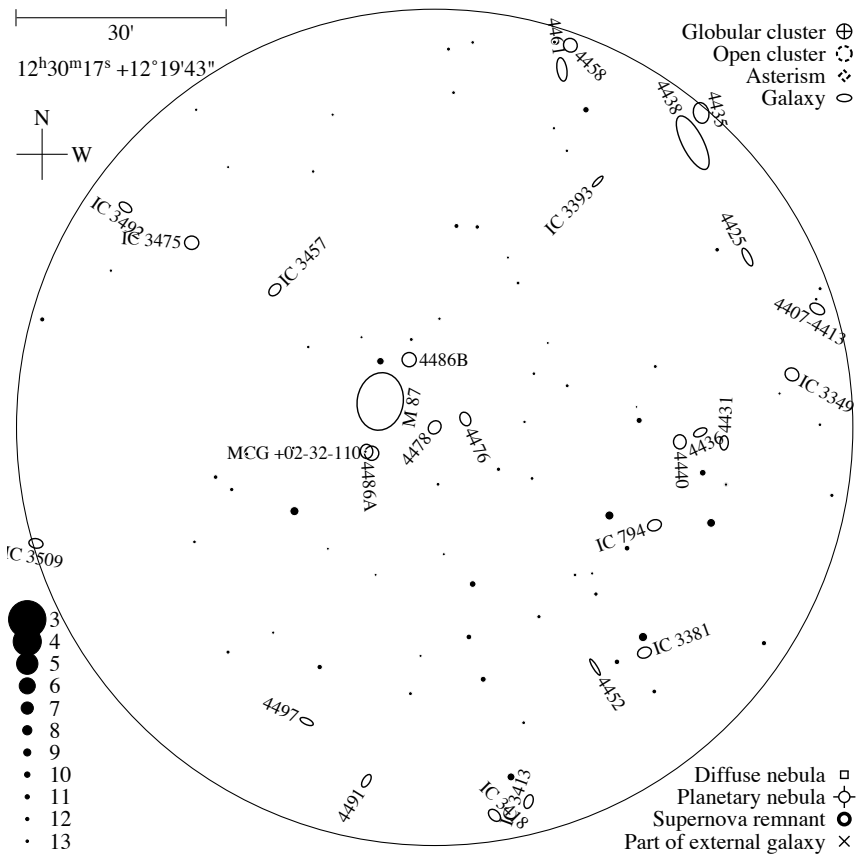 30'
12h30m17s +12°19'43"
N
W
Globular cluster
Open cluster
Asterism
Galaxy
4461
4458
4438
4435
IC 3393
4425
IC 3492
IC 3475
IC 3457
4407-4413
IC 3349
4486B
M 87
4478
4476
MCG +02-32-110
4486A
4431
4436
4440
IC 794
IC 3509
IC 3381
4452
4497
4491
IC 3413
IC 3418
3
4
5
6
7
8
9
10
11
12
13
Diffuse nebula
Planetary nebula
Supernova remnant
Part of external galaxy